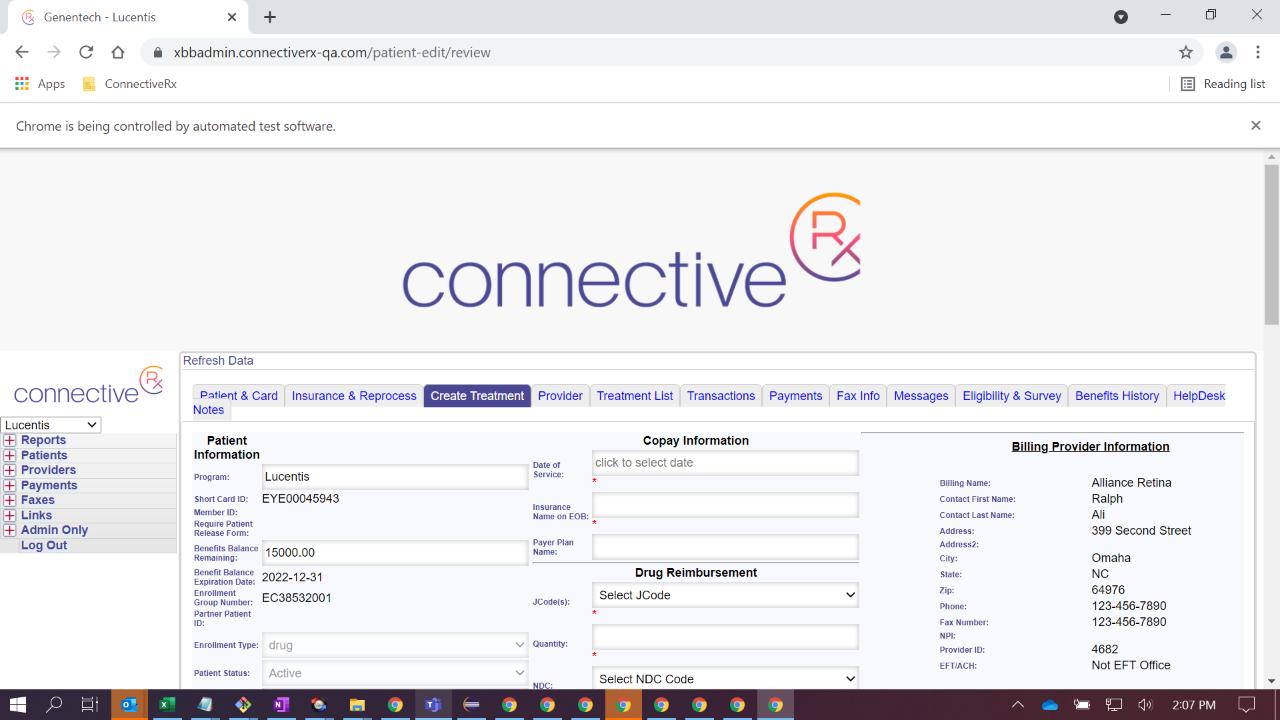 Genentech - Lucentis
xbbadmin.connectiverx-qa.com/patient-edit/review
Apps
ConnectiveRx
Reading list
Chrome is being controlled by automated test software.
connective Rx
Refresh Data
connective Rx
Patient & Card
Insurance & Reprocess
Create Treatment
Provider
Treatment List
Transactions
Payments
Fax Info
Messages
Eligibility & Survey
Benefits History
HelpDesk
Notes
Lucentis
Reports
Patients
Providers
Payments
Faxes
Links
Admin Only
Log Out
Patient
Information
Program: Lucentis
Short Card ID: EYE00045943
Member ID:
Require Patient
Release Form:
Benefits Balance
Remaining: 15000.00
Benefit Balance
Expiration Date: 2022-12-31
Enrollment
Group Number: EC38532001
Partner Patient
ID:
Enrollment Type: drug
Patient Status: Active
Copay Information
Date of
Service: click to select date
*
Insurance
Name on EOB:
*
Payer Plan
Name:
Drug Reimbursement
JCode(s): Select JCode
*
Quantity:
*
NDC: Select NDC Code
Billing Provider Information
Billing Name: Alliance Retina
Contact First Name: Ralph
Contact Last Name: Ali
Address: 399 Second Street
Address2:
City: Omaha
State: NC
Zip: 64976
Phone: 123-456-7890
Fax Number: 123-456-7890
NPI:
Provider ID: 4682
EFT/ACH: Not EFT Office
2:07 PM